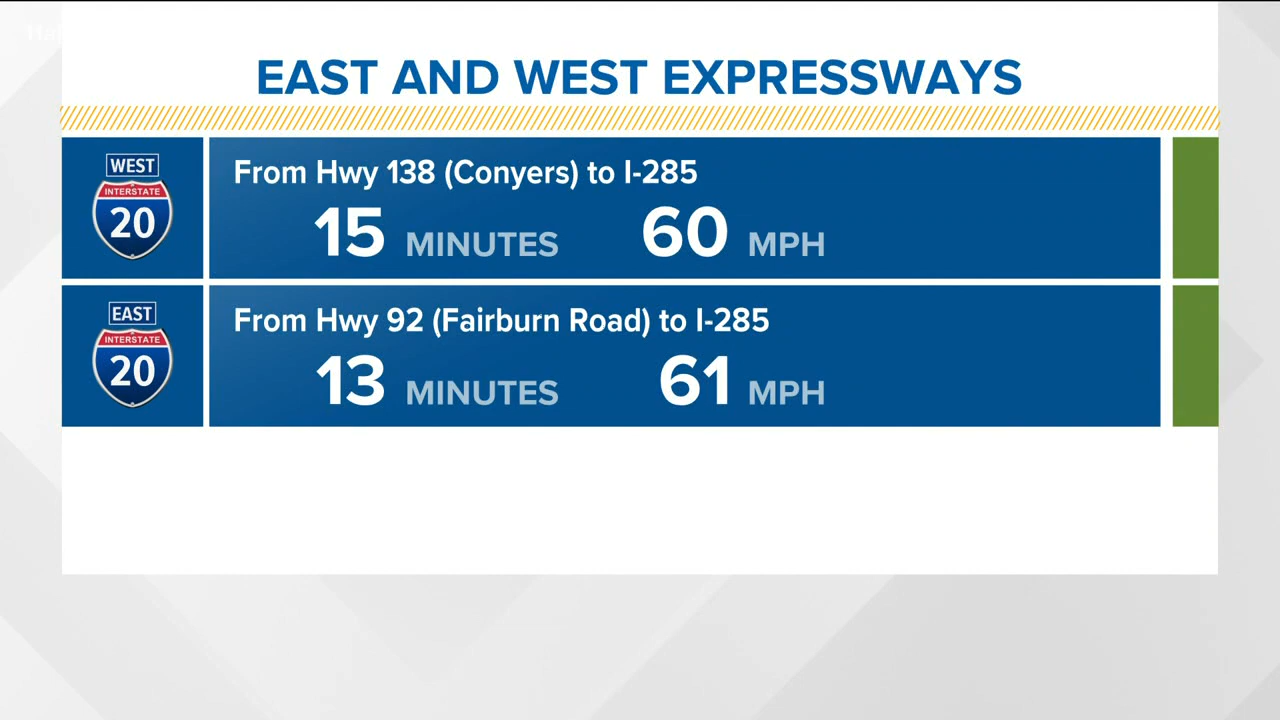 EAST AND WEST EXPRESSWAYS
WEST
INTERSTATE
20
From Hwy 138 (Conyers) to I-285
15 MINUTES 60 MPH
EAST
INTERSTATE
20
From Hwy 92 (Fairburn Road) to I-285
13 MINUTES 61 MPH